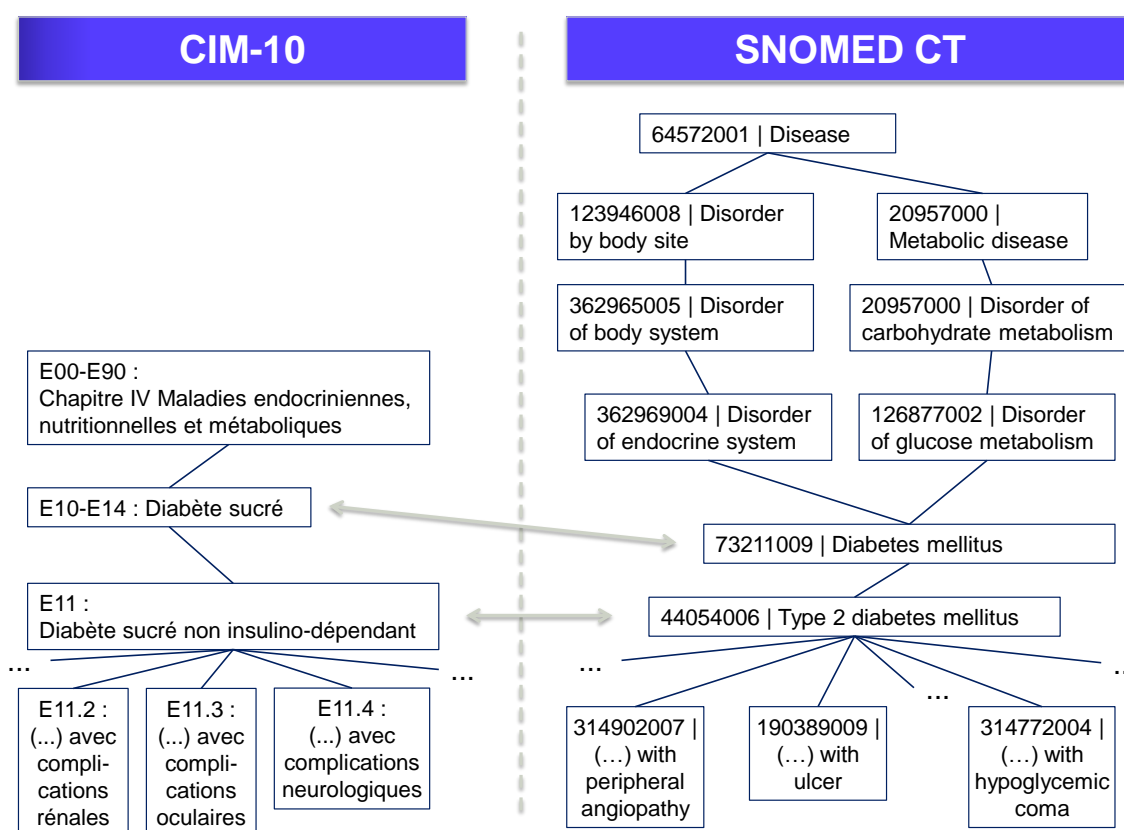 CIM-10
E00-E90 :
Chapitre IV Maladies endocriniennes,
nutritionnelles et métaboliques
E10-E14 : Diabète sucré
E11 :
Diabète sucré non insulino-dépendant
...
...
E11.2 :
(...) avec
compli-
cations
rénales
E11.3 :
(...) avec
compli-
cations
oculaires
E11.4 :
(...) avec
complications
neurologiques
SNOMED CT
64572001 | Disease
123946008 | Disorder
by body site
20957000 |
Metabolic disease
362965005 | Disorder
of body system
20957000 | Disorder of
carbohydrate metabolism
362969004 | Disorder
of endocrine system
126877002 | Disorder
of glucose metabolism
73211009 | Diabetes mellitus
44054006 | Type 2 diabetes mellitus
...
...
...
314902007 |
(…) with
peripheral
angiopathy
190389009 |
(…) with
ulcer
314772004 |
(…) with
hypoglycemic
coma